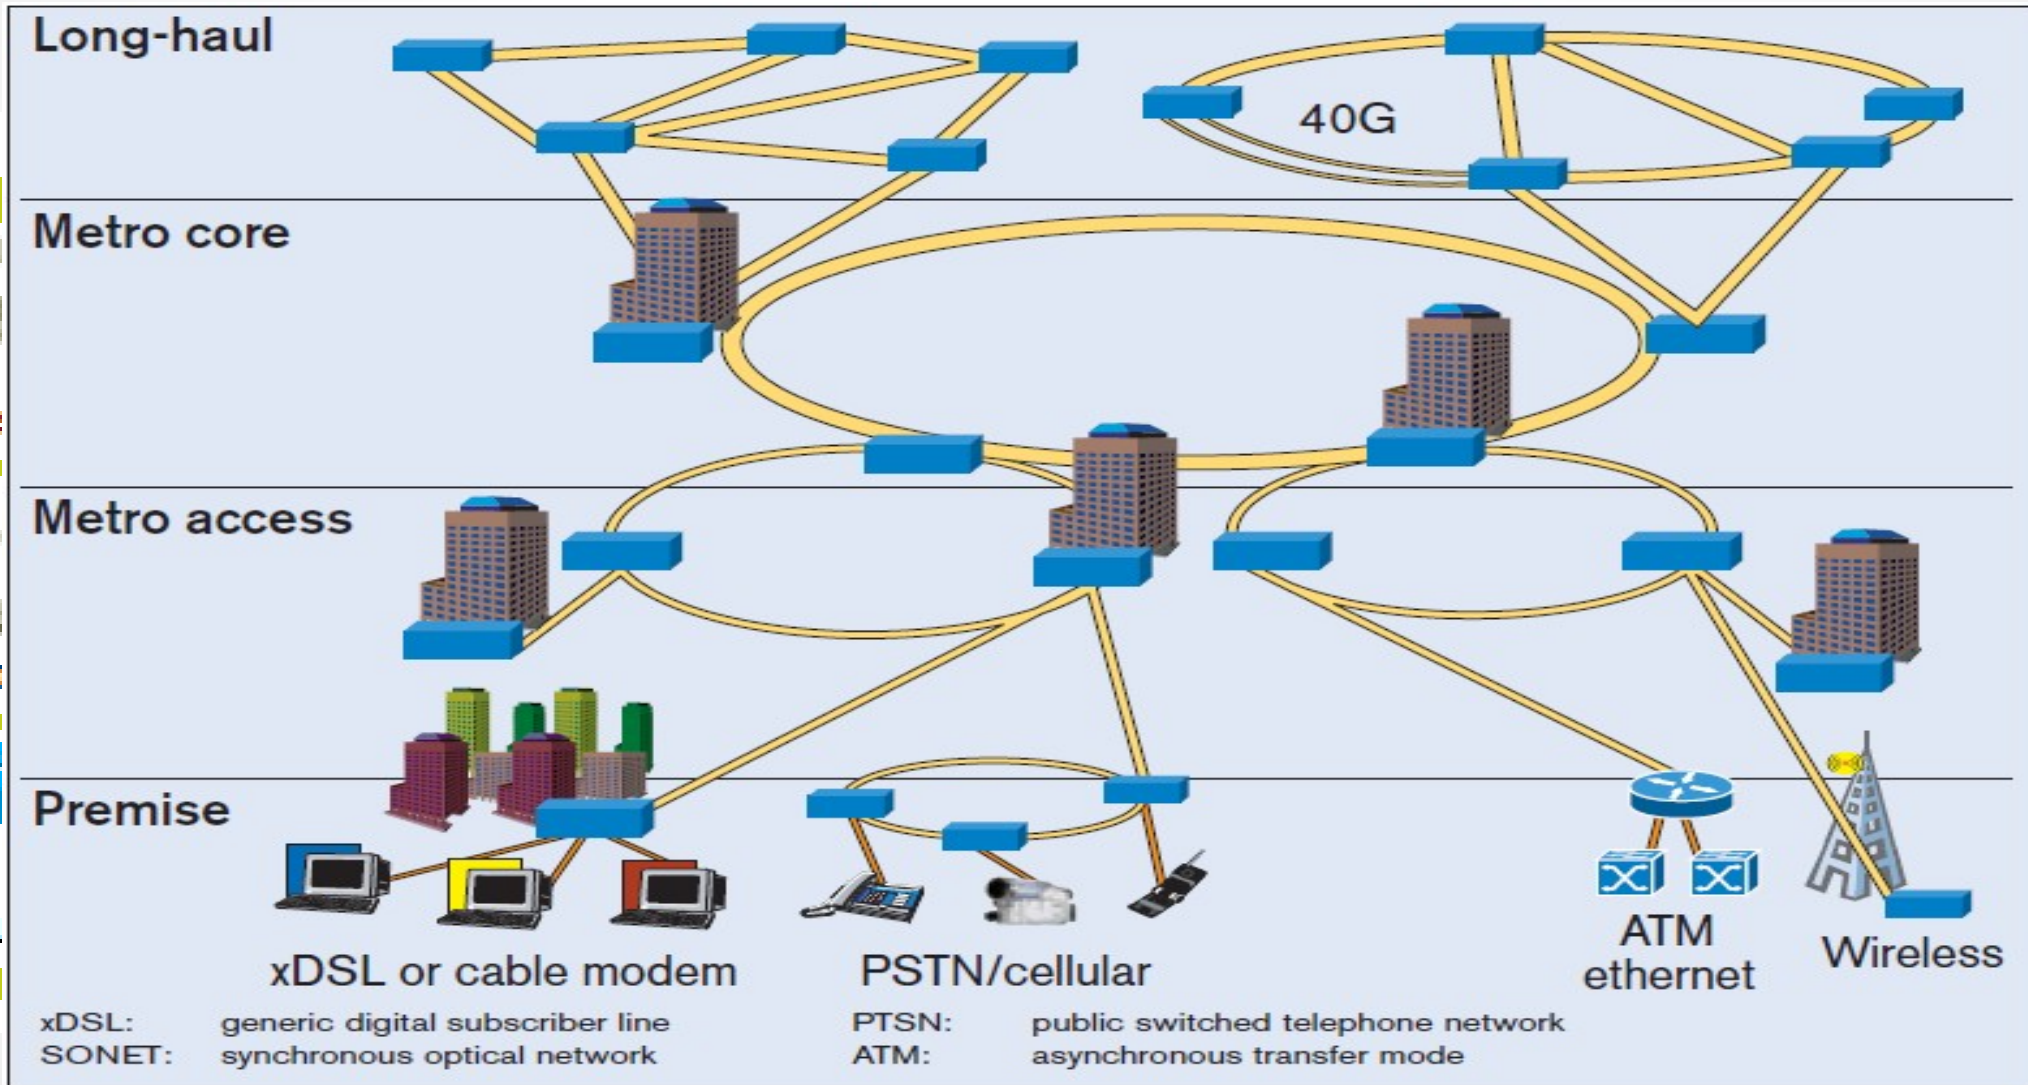 Long-haul
40G
Metro core
Metro access
Premise
xDSL or cable modem
PSTN/cellular
ATM
ethernet
Wireless
xDSL: generic digital subscriber line
SONET: synchronous optical network
PTSN: public switched telephone network
ATM: asynchronous transfer mode